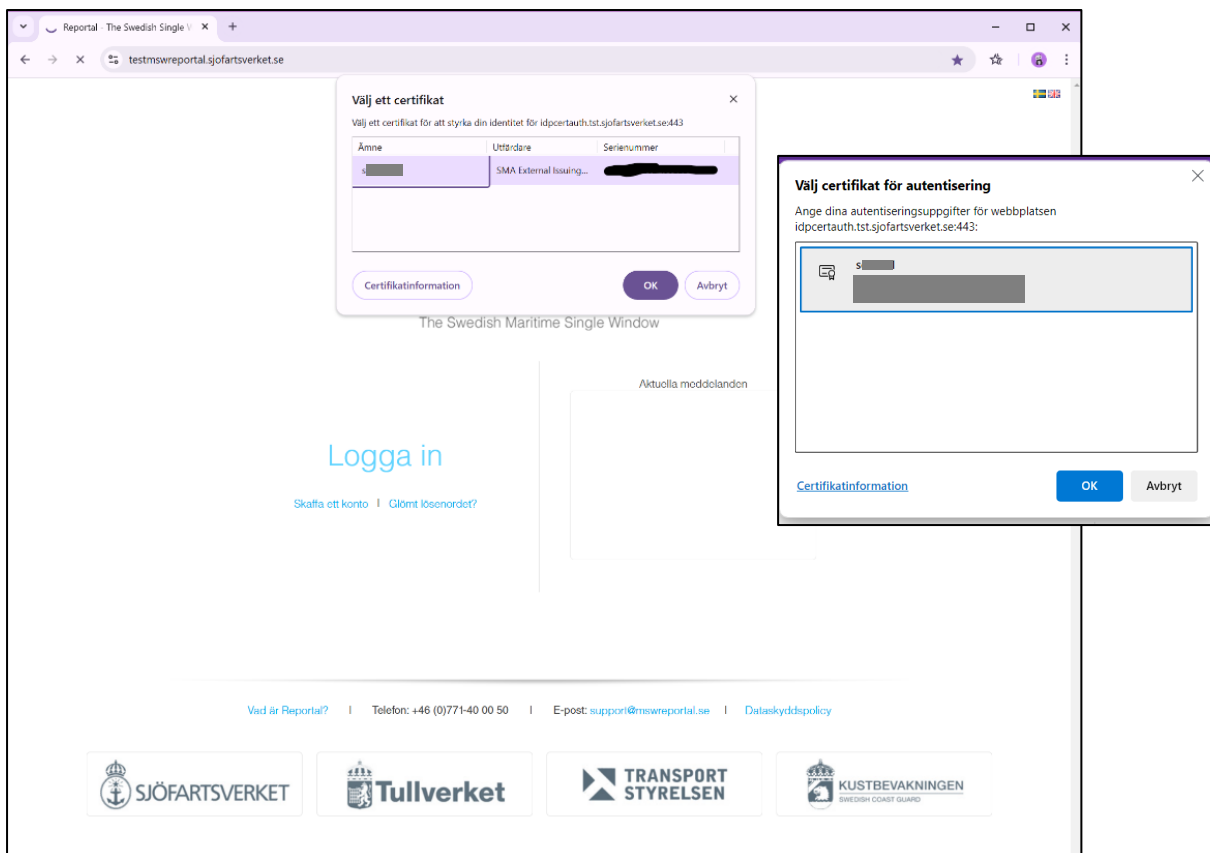 Reportal - The Swedish Single
testmswreportal.sjofartsverket.se
Välj ett certifikat
Välj ett certifikat för att styrka din identitet för idpcertauth.tst.sjofartsverket.se:443
Ämne Utfärdare Serienummer
s SMA External Issuing...
Certifikatinformation OK Avbryt
The Swedish Maritime Single Window
Aktuella meddelanden
Logga in
Skaffa ett konto | Glömt lösenordet?
Välj certifikat för autentisering
Ange dina autentiseringsuppgifter för webbplatsen
idpcertauth.tst.sjofartsverket.se:443:
s
Certifikatinformation OK Avbryt
Vad är Reportal? | Telefon: +46 (0)771-40 00 50 | E-post: support@mswreportal.se | Dataskyddspolicy
SJÖFARTSVERKET
Tullverket
TRANSPORT
STYRELSEN
KUSTBEVAKNINGEN
SWEDISH COAST GUARD